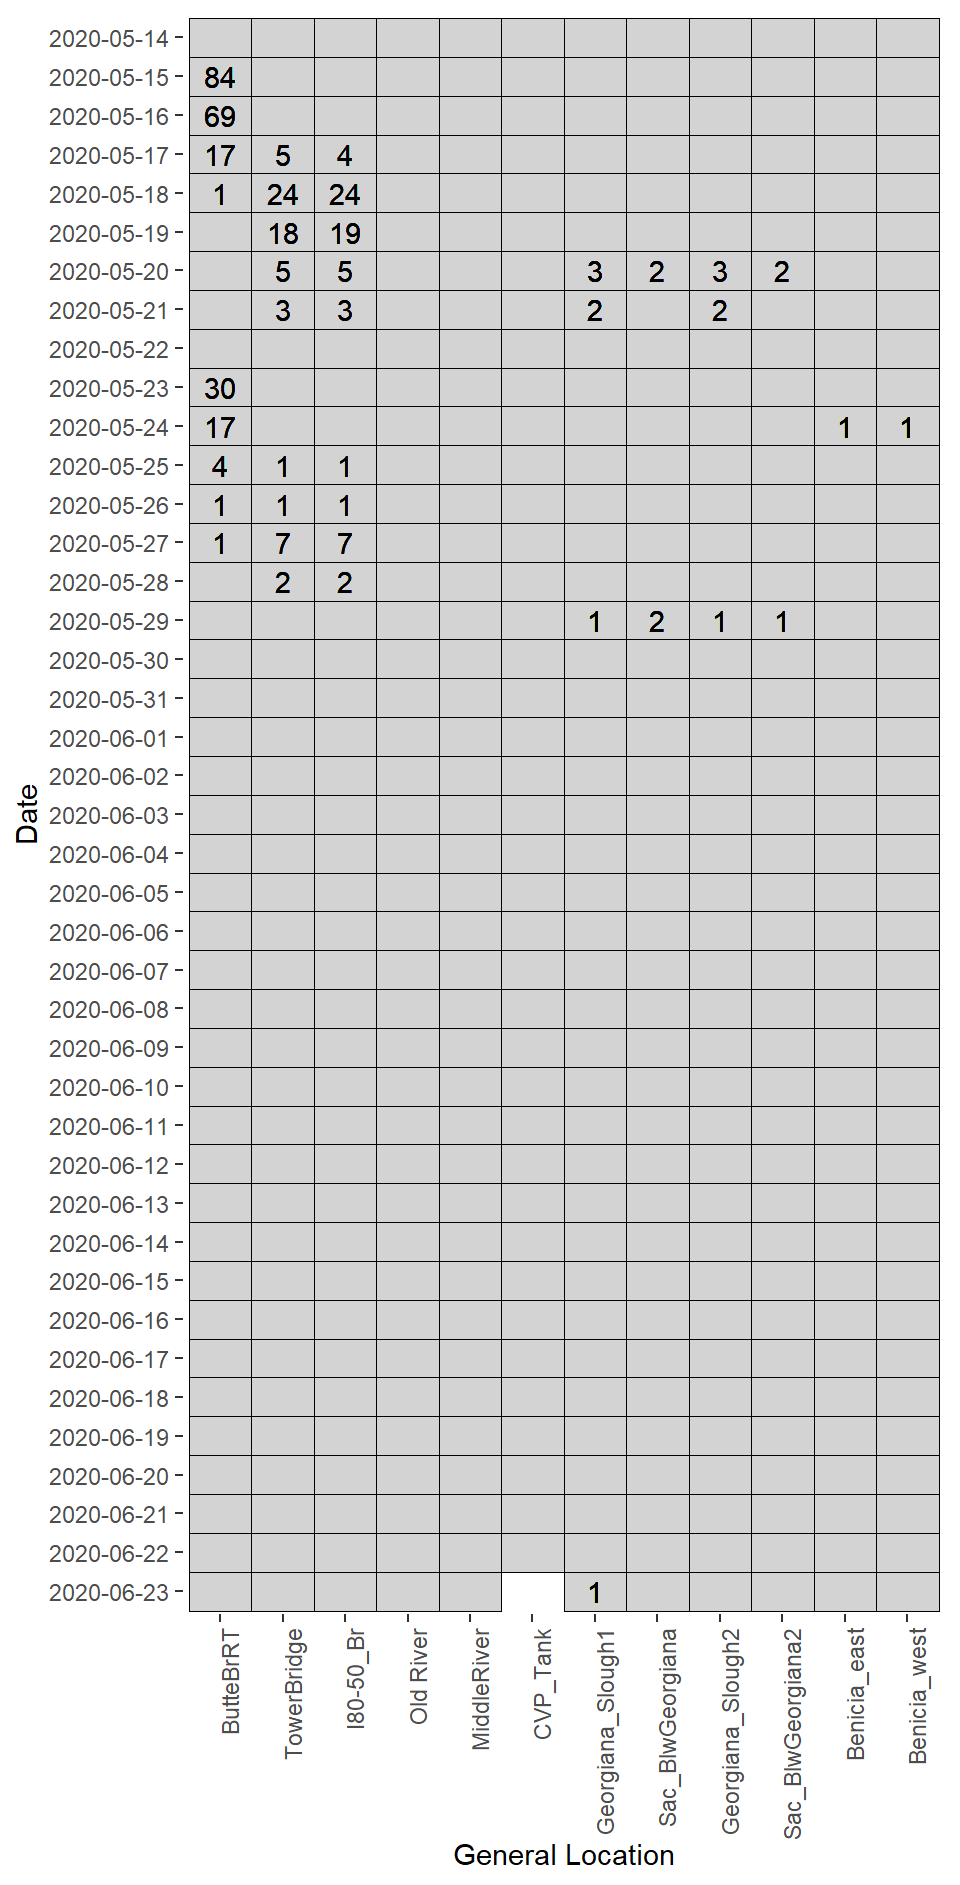 2020-05-14
2020-05-15 84
2020-05-16 69
2020-05-17 17 5 4
2020-05-18 1 24 24
2020-05-19 18 19
2020-05-20 5 5 3 2 3 2
2020-05-21 3 3 2 2
2020-05-22
2020-05-23 30
2020-05-24 17 1 1
2020-05-25 4 1 1
2020-05-26 1 1 1
2020-05-27 1 7 7
2020-05-28 2 2
2020-05-29 1 2 1 1
2020-05-30
2020-05-31
2020-06-01
2020-06-02
2020-06-03
Date
2020-06-04
2020-06-05
2020-06-06
2020-06-07
2020-06-08
2020-06-09
2020-06-10
2020-06-11
2020-06-12
2020-06-13
2020-06-14
2020-06-15
2020-06-16
2020-06-17
2020-06-18
2020-06-19
2020-06-20
2020-06-21
2020-06-22
2020-06-23 1
ButteBrRT
TowerBridge
I80-50_Br
Old River
MiddleRiver
CVP_Tank
Georgiana_Slough1
Sac_BlwGeorgiana
Georgiana_Slough2
Sac_BlwGeorgiana2
Benicia_east
Benicia_west
General Location